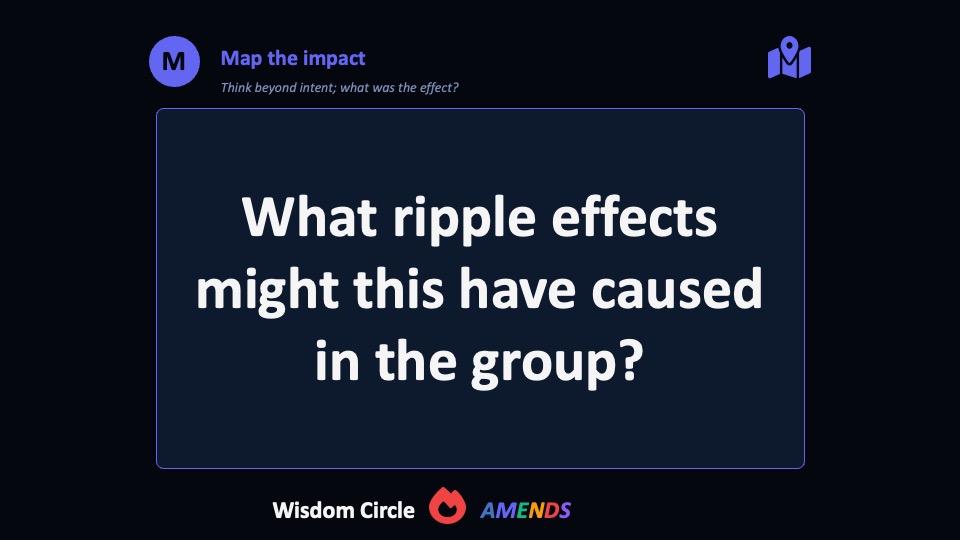 M
Map the impact
Think beyond intent; what was the effect?
What ripple effects
might this have caused
in the group?
Wisdom Circle AMENDS